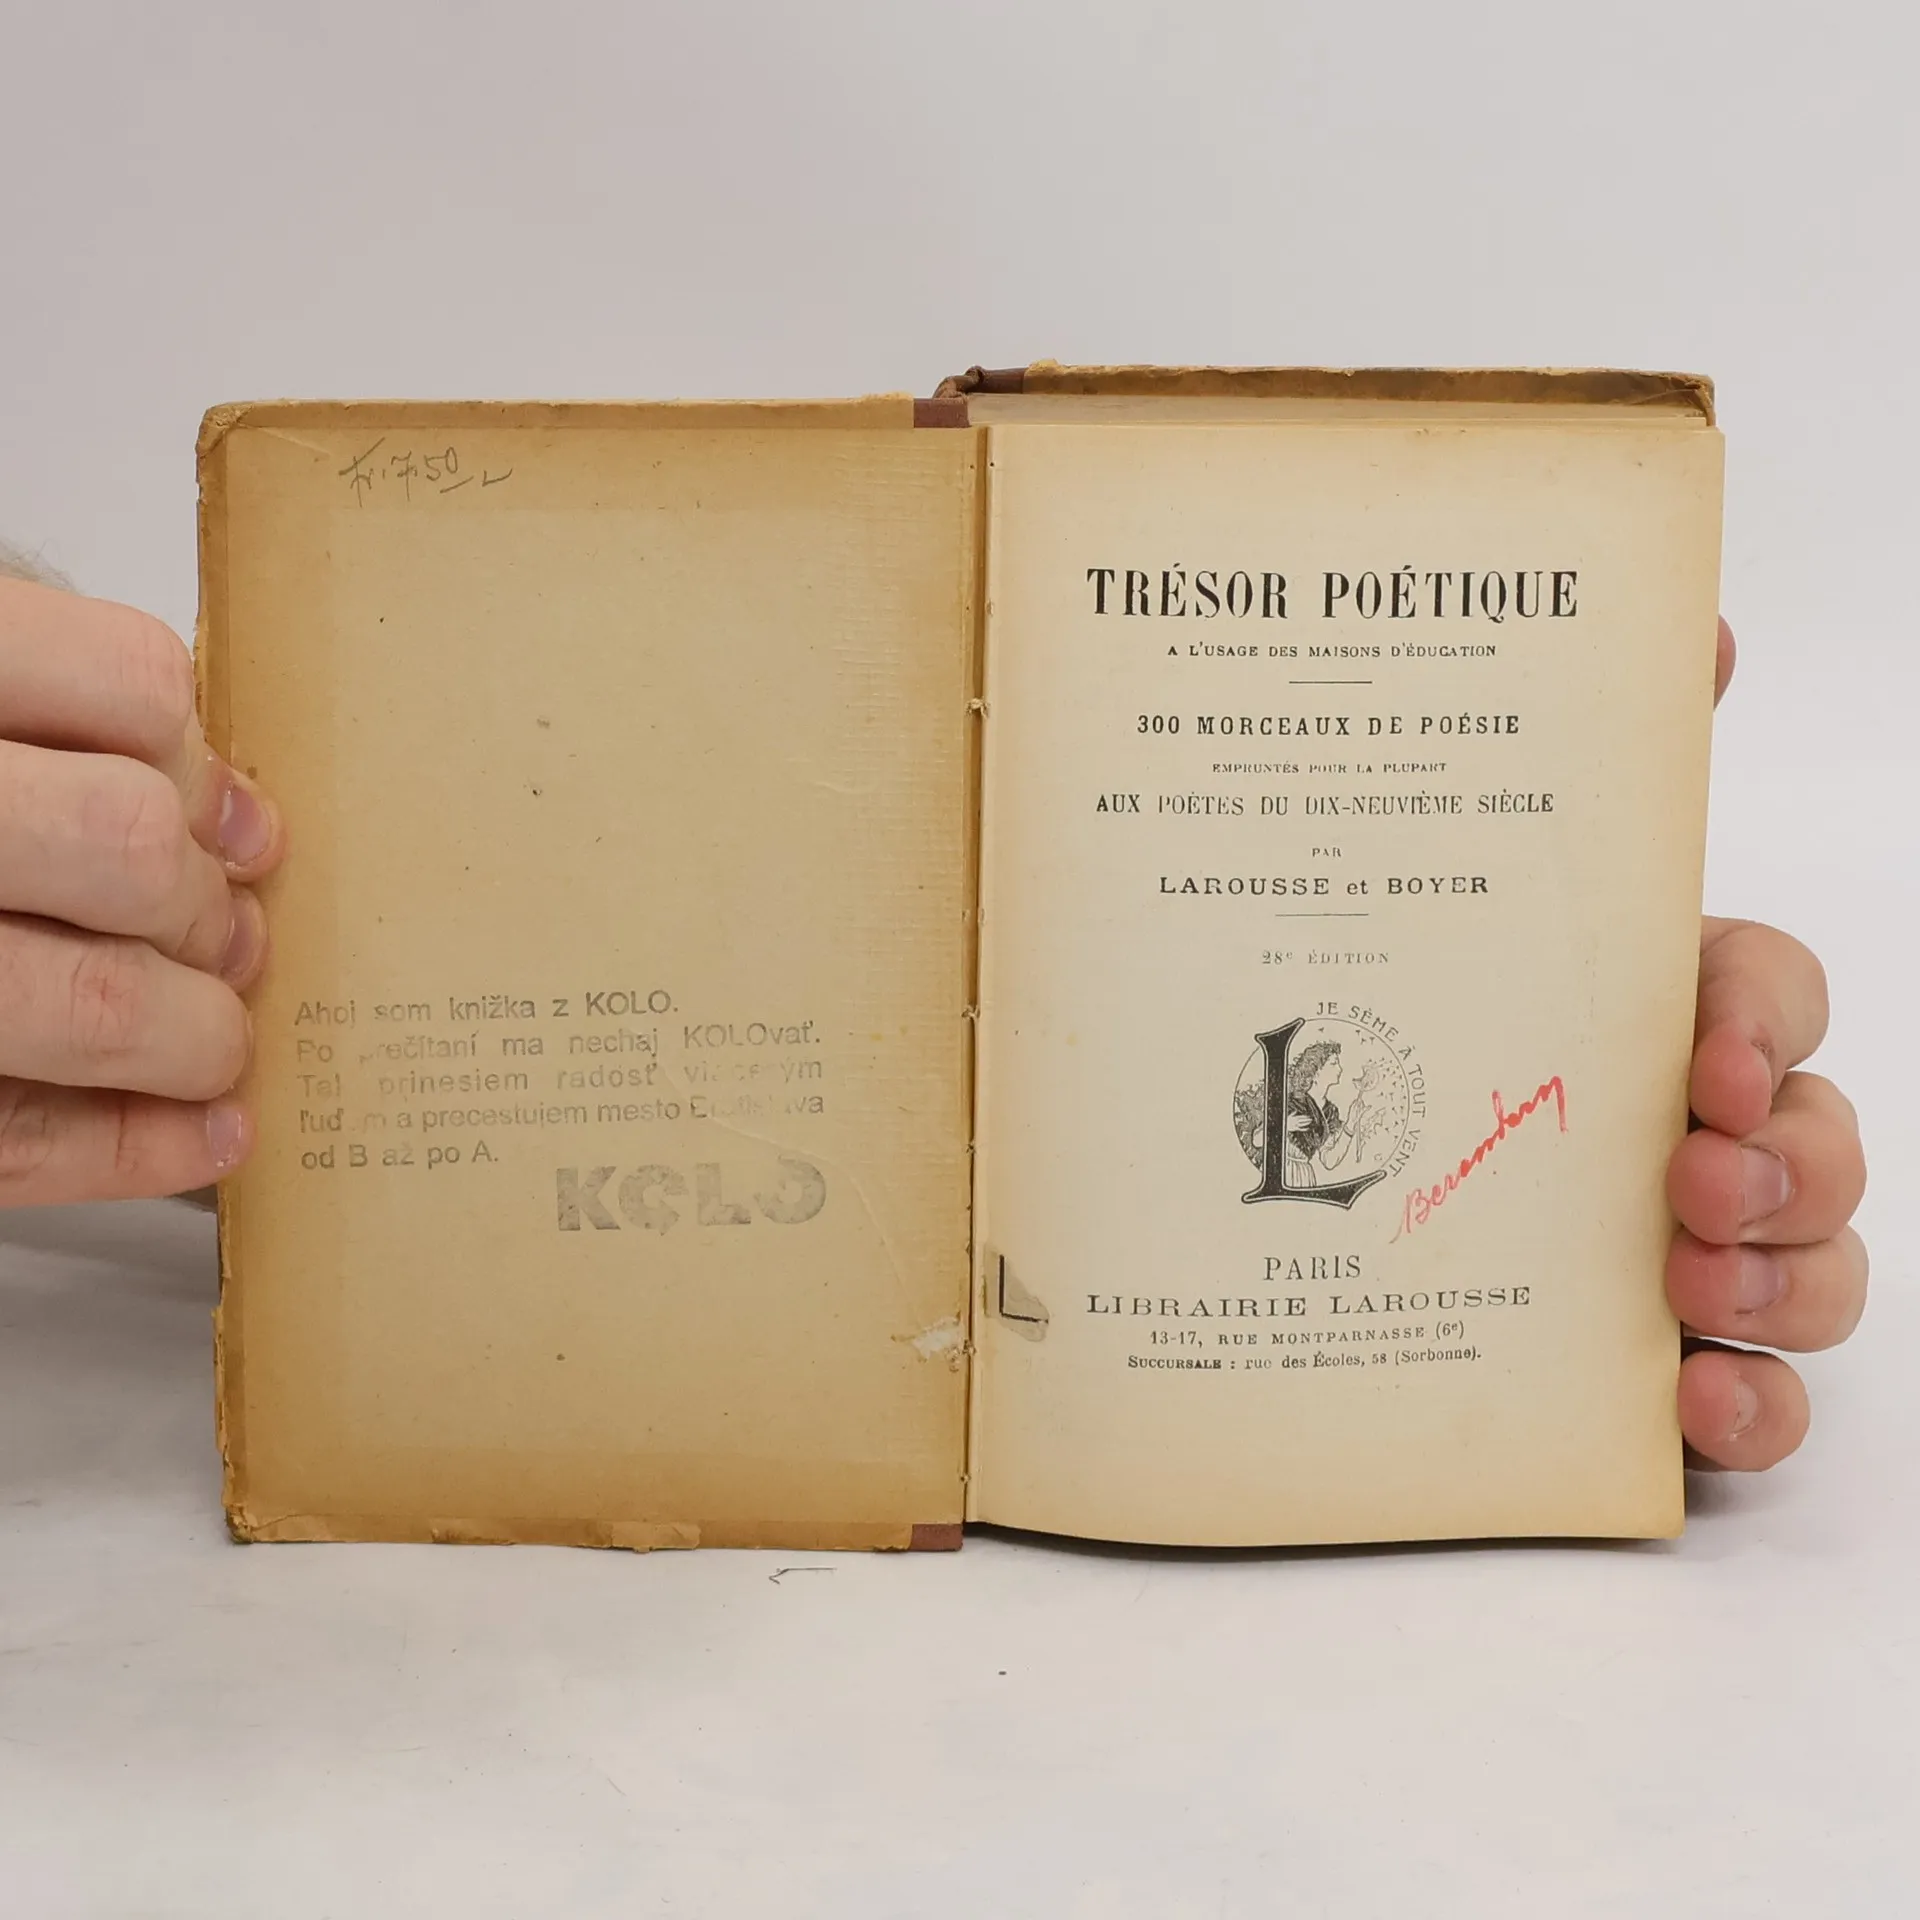 Fr. 7.50
Ahoj som knižka z KOLO.
Po prečítaní ma nechaj KOLOvať.
Tak prinesiem radosť viacerým
ľuďom a precestujem mesto Bratislava
od B až po A.
KOLO
TRÉSOR POÉTIQUE
A L'USAGE DES MAISONS D'ÉDUCATION
300 MORCEAUX DE POÉSIE
EMPRUNTÉS POUR LA PLUPART
AUX POÈTES DU DIX-NEUVIÈME SIÈCLE
PAR
LAROUSSE et BOYER
28e ÉDITION
JE SÈME À TOUT VENT
L
PARIS
LIBRAIRIE LAROUSSE
13-17, RUE MONTPARNASSE (6e)
SUCCURSALE : rue des Écoles, 58 (Sorbonne).